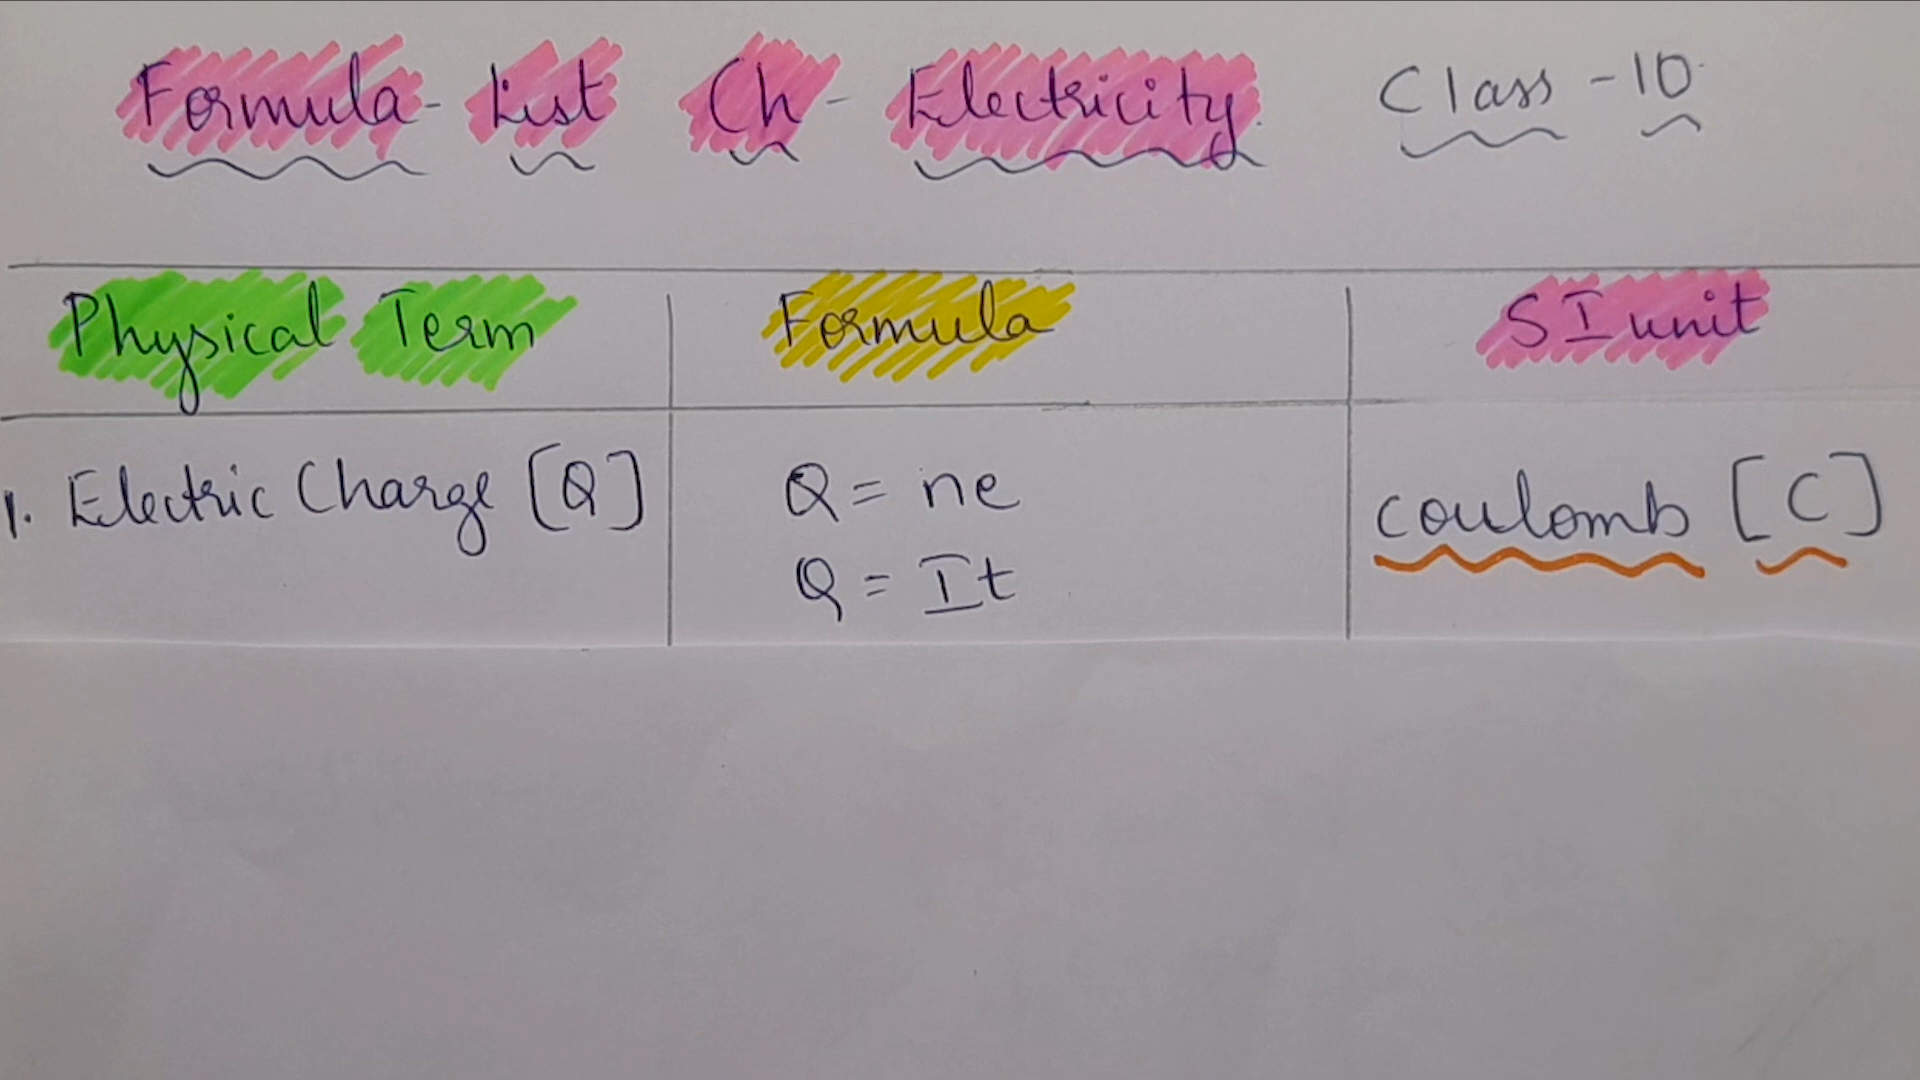 Formula- List Ch - Electricity. Class - 10
Physical Term Formula SI unit
1. Electric Charge [Q] Q = ne coulomb [C]
Q = It